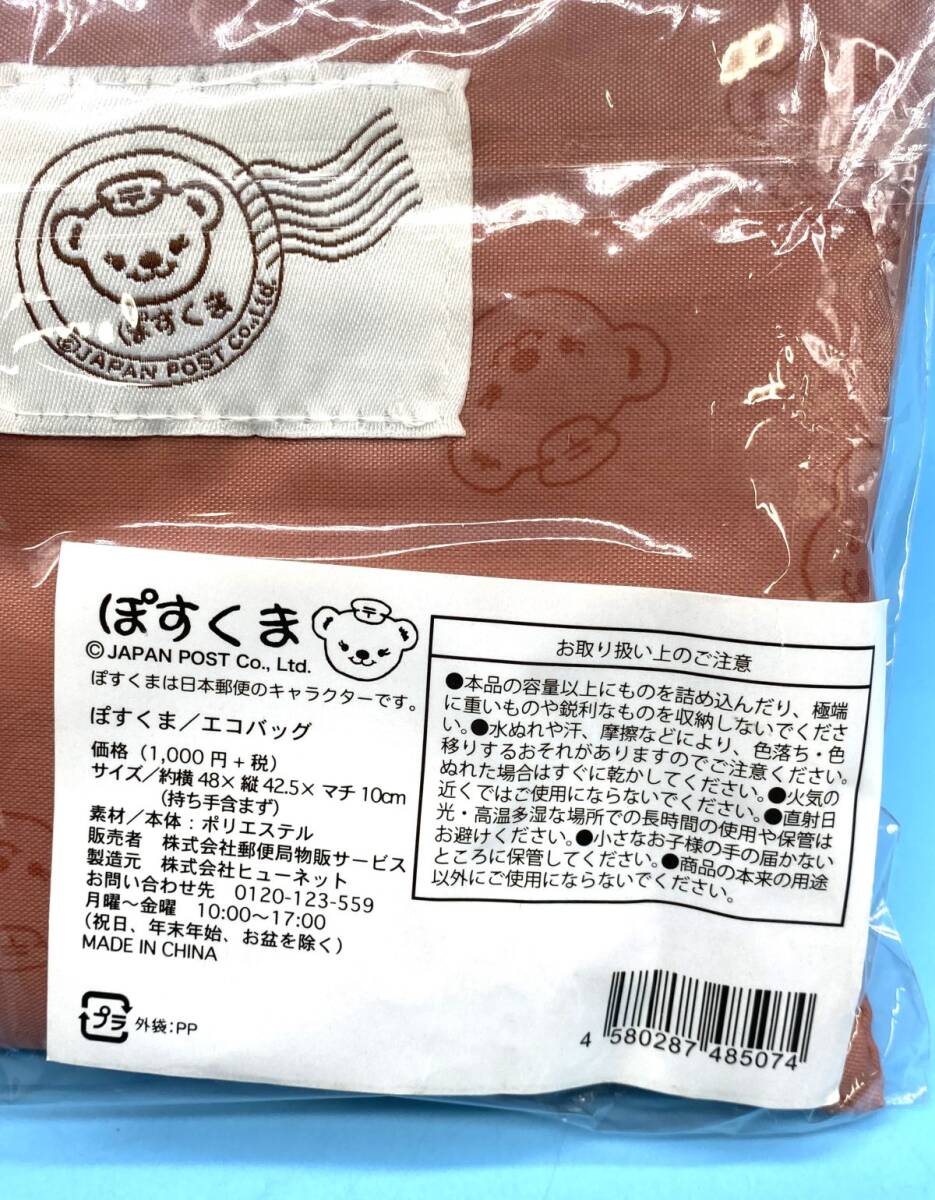 ぽすくま
©JAPAN POST Co.,Ltd.
ぽすくま
© JAPAN POST Co., Ltd.
ぽすくまは日本郵便のキャラクターです。
ぽすくま／エコバッグ
価格（1,000 円 + 税）
サイズ／約横 48× 縦 42.5× マチ 10cm
（持ち手含まず）
素材／本体：ポリエステル
販売者　株式会社郵便局物販サービス
製造元　株式会社ヒューネット
お問い合わせ先　0120-123-559
月曜～金曜　10:00～17:00
（祝日、年末年始、お盆を除く）
MADE IN CHINA
プラ
外袋：PP
お取り扱い上のご注意
●本品の容量以上にものを詰め込んだり、極端
に重いものや鋭利なものを収納しないでくださ
い。●水ぬれや汗、摩擦などにより、色落ち・色
移りするおそれがありますのでご注意ください。
ぬれた場合はすぐに乾かしてください。●火気の
近くではご使用にならないでください。●直射日
光・高温多湿な場所での長時間の使用や保管は
お避けください。●小さなお子様の手の届かない
ところに保管してください。●商品の本来の用途
以外にご使用にならないでください。
4 580287 485074